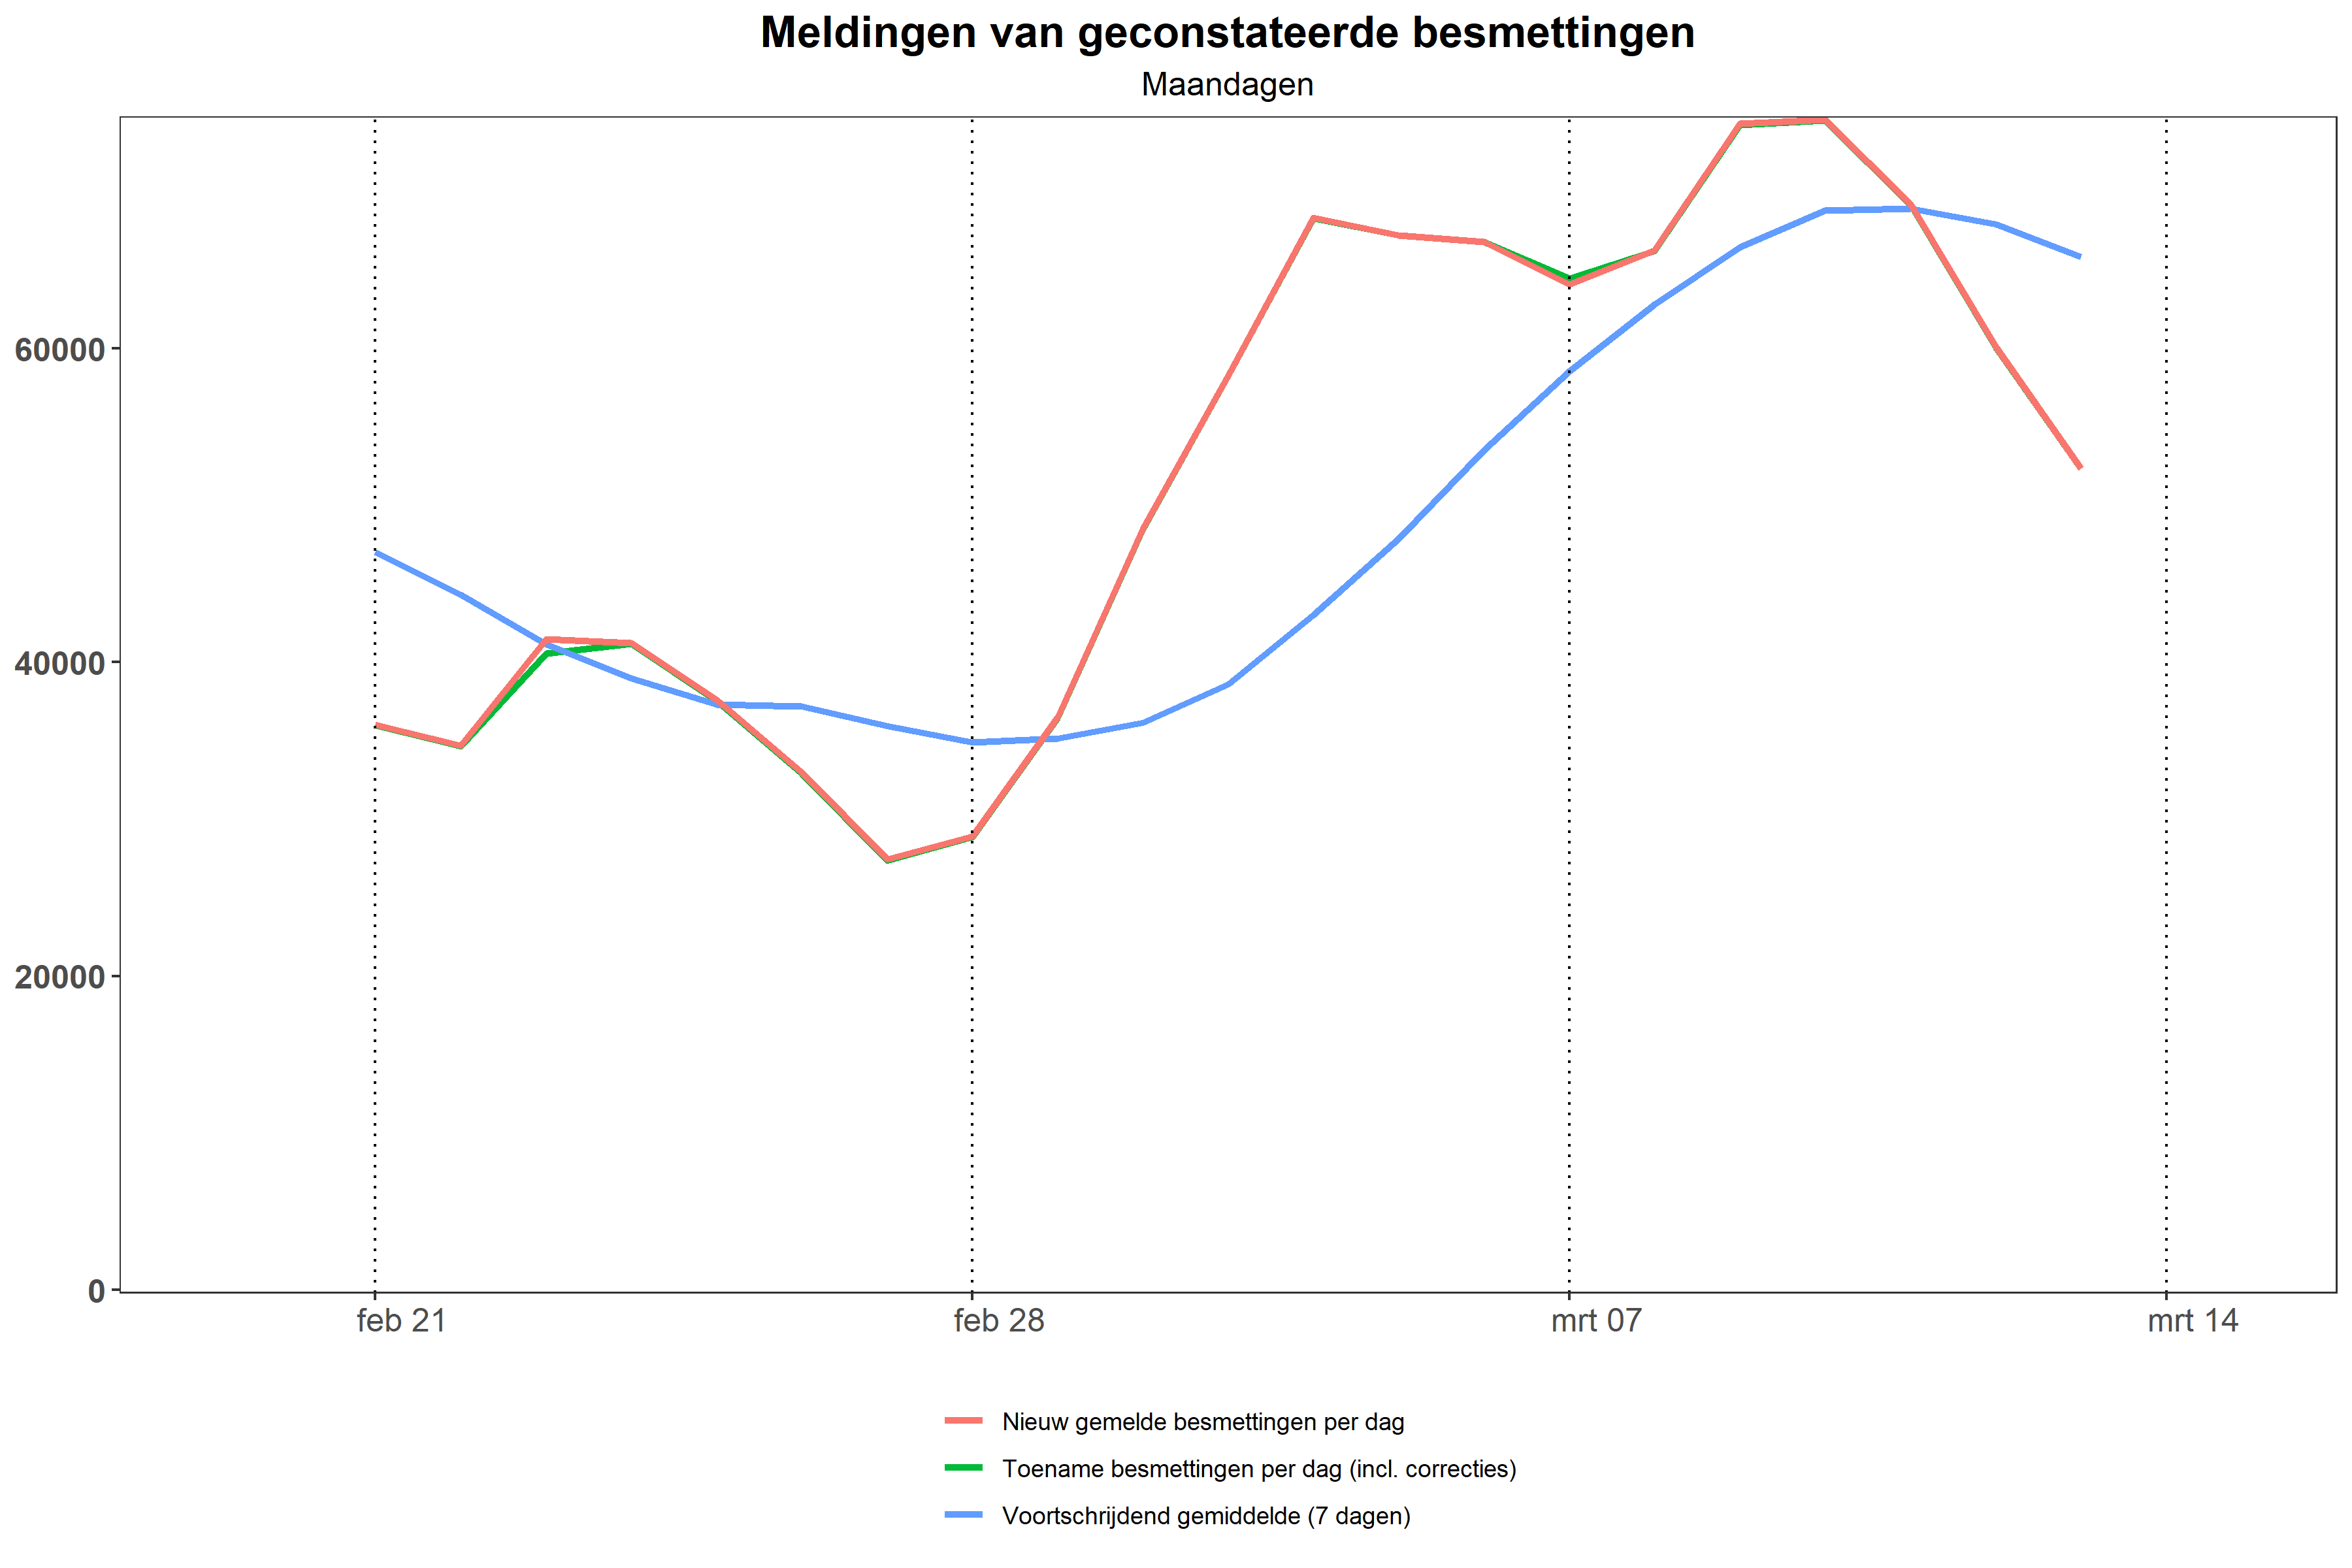 Meldingen van geconstateerde besmettingen
Maandagen
60000
40000
20000
0
feb 21
feb 28
mrt 07
mrt 14
Nieuw gemelde besmettingen per dag
Toename besmettingen per dag (incl. correcties)
Voortschrijdend gemiddelde (7 dagen)